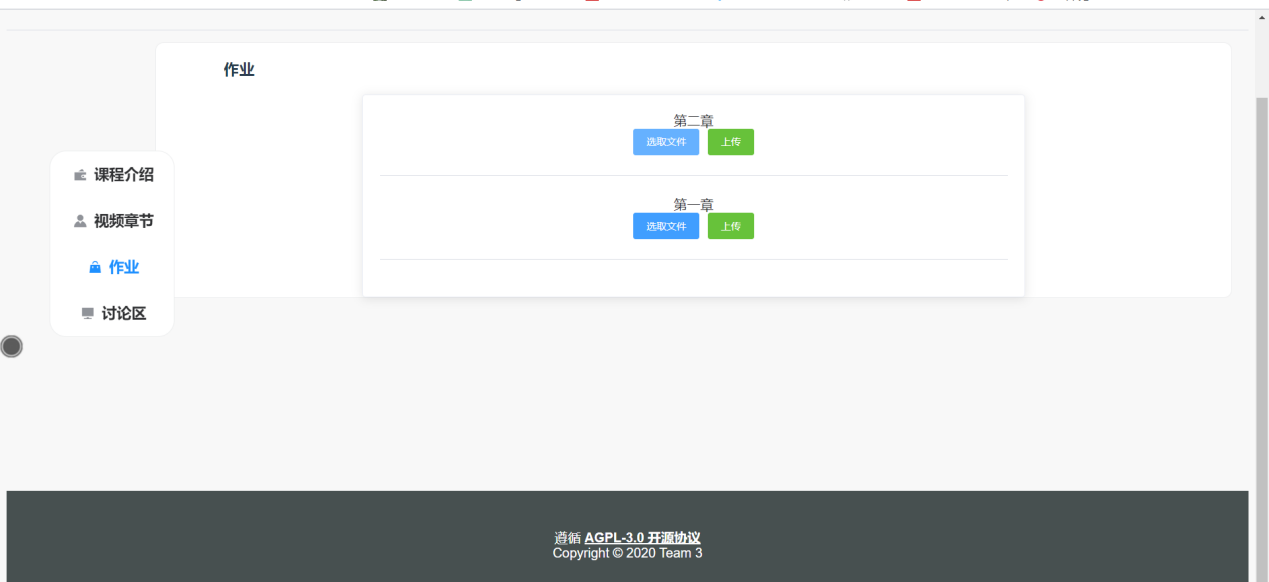 作业
第二章
选取文件 上传
第一章
选取文件 上传
课程介绍
视频章节
作业
讨论区
遵循 AGPL-3.0 开源协议
Copyright © 2020 Team 3